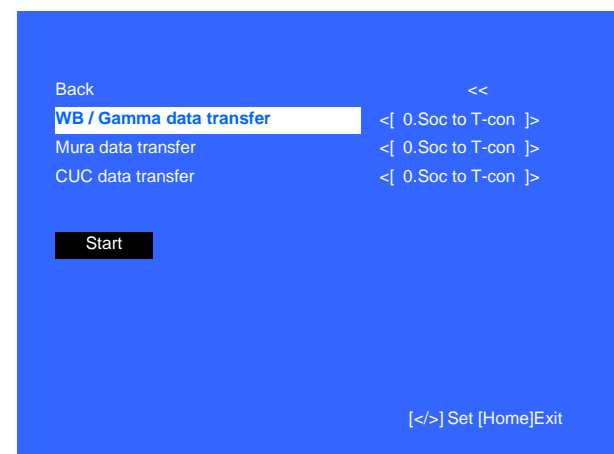 Back <<
WB / Gamma data transfer <[ 0.Soc to T-con ]>
Mura data transfer <[ 0.Soc to T-con ]>
CUC data transfer <[ 0.Soc to T-con ]>
Start
[</>] Set [Home]Exit